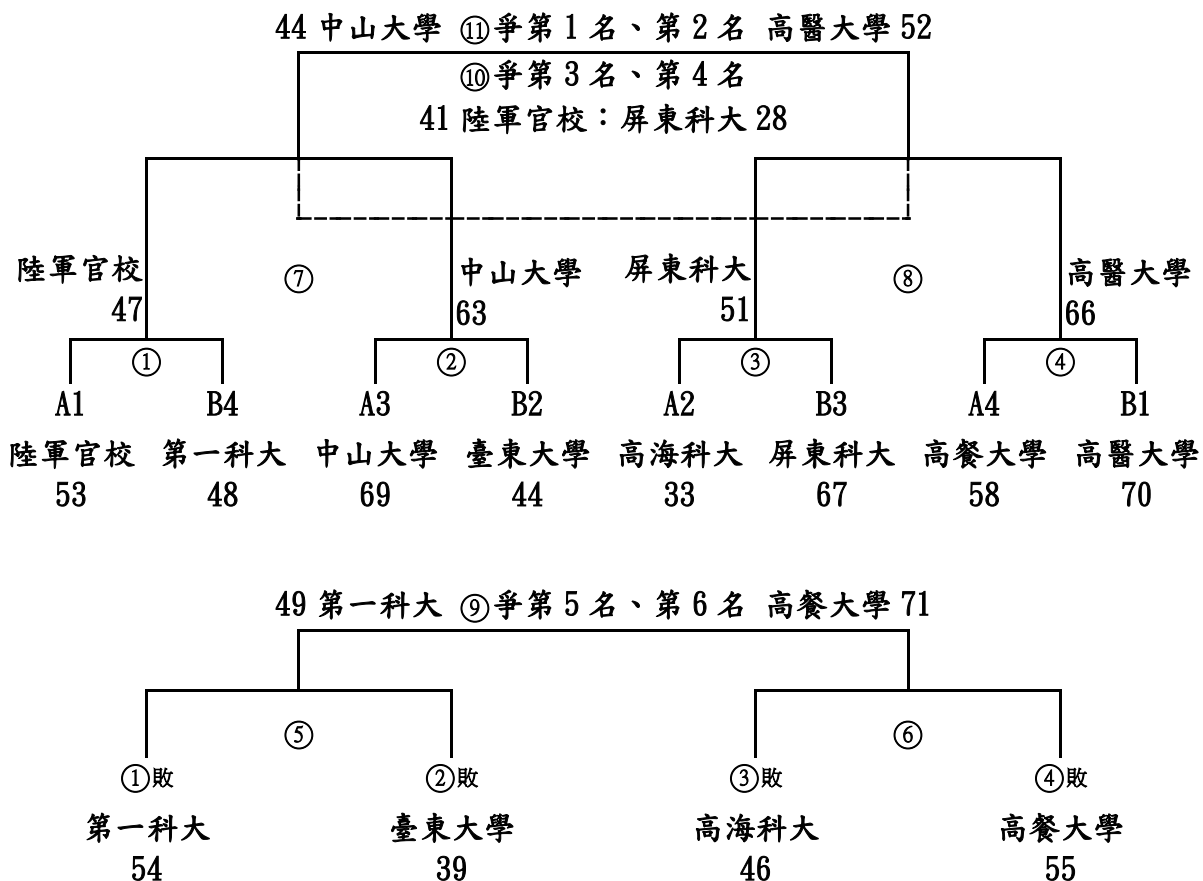 44 中山大學 ⑪爭第 1 名、第 2 名 高醫大學 52
⑩爭第 3 名、第 4 名
41 陸軍官校：屏東科大 28
陸軍官校 ⑦ 中山大學 屏東科大 ⑧ 高醫大學
47 63 51 66
① ② ③ ④
A1 B4 A3 B2 A2 B3 A4 B1
陸軍官校 第一科大 中山大學 臺東大學 高海科大 屏東科大 高餐大學 高醫大學
53 48 69 44 33 67 58 70
49 第一科大 ⑨爭第 5 名、第 6 名 高餐大學 71
⑤ ⑥
①敗 ②敗 ③敗 ④敗
第一科大 臺東大學 高海科大 高餐大學
54 39 46 55